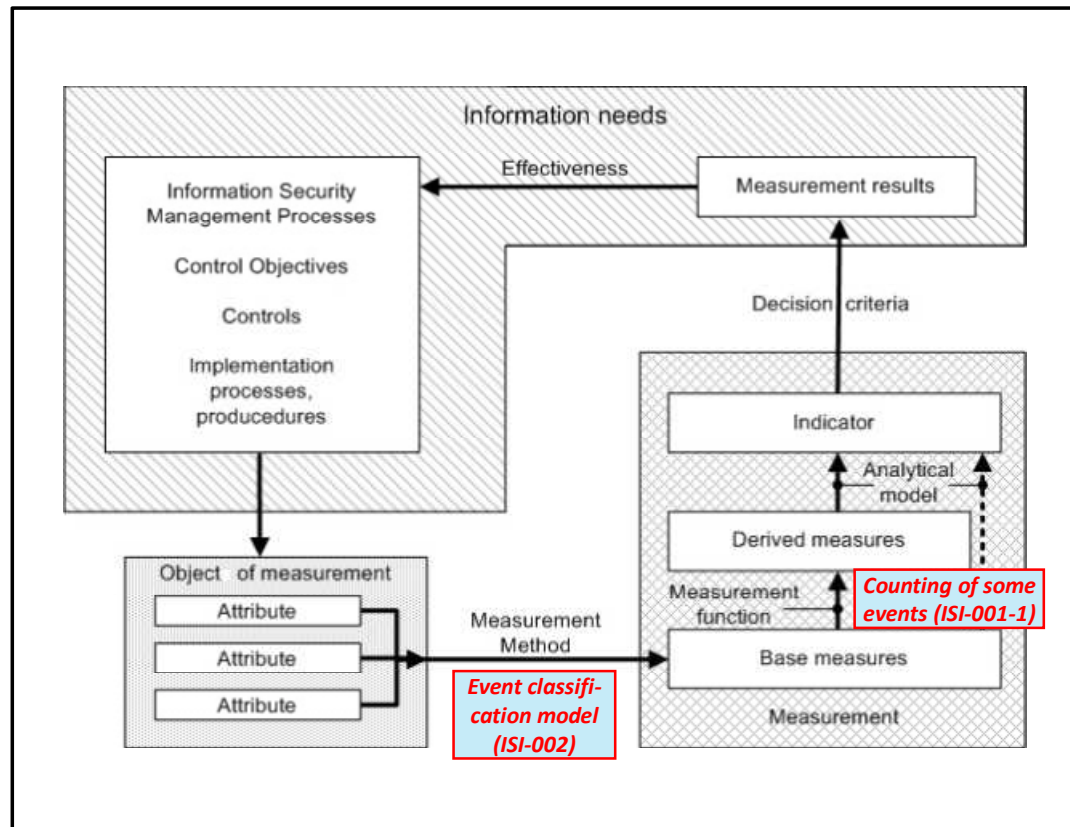 Information needs
Effectiveness
Measurement results
Information Security
Management Processes
Control Objectives
Controls
Implementation
processes,
producedures
Decision criteria
Indicator
Analytical
model
Derived measures
Measurement
function
Counting of some
events (ISI-001-1)
Base measures
Measurement
Object of measurement
Attribute
Attribute
Attribute
Measurement
Method
Event classifi-
cation model
(ISI-002)